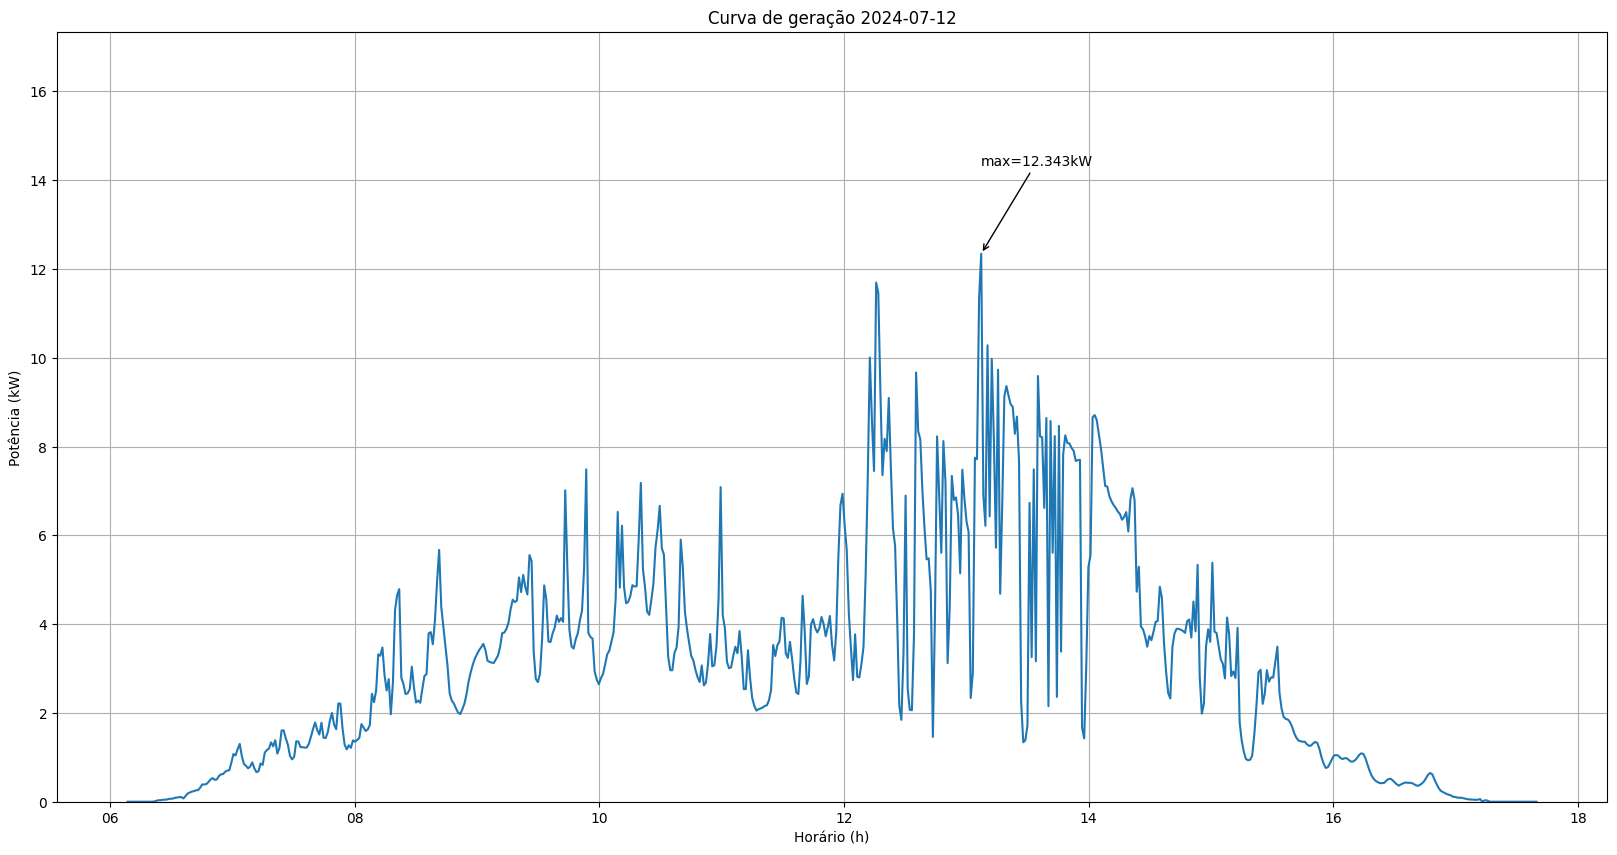 Curva de geração 2024-07-12
16
14
12
10
8
6
4
2
0
Potência (kW)
max=12.343kW
06 08 10 12 14 16 18
Horário (h)